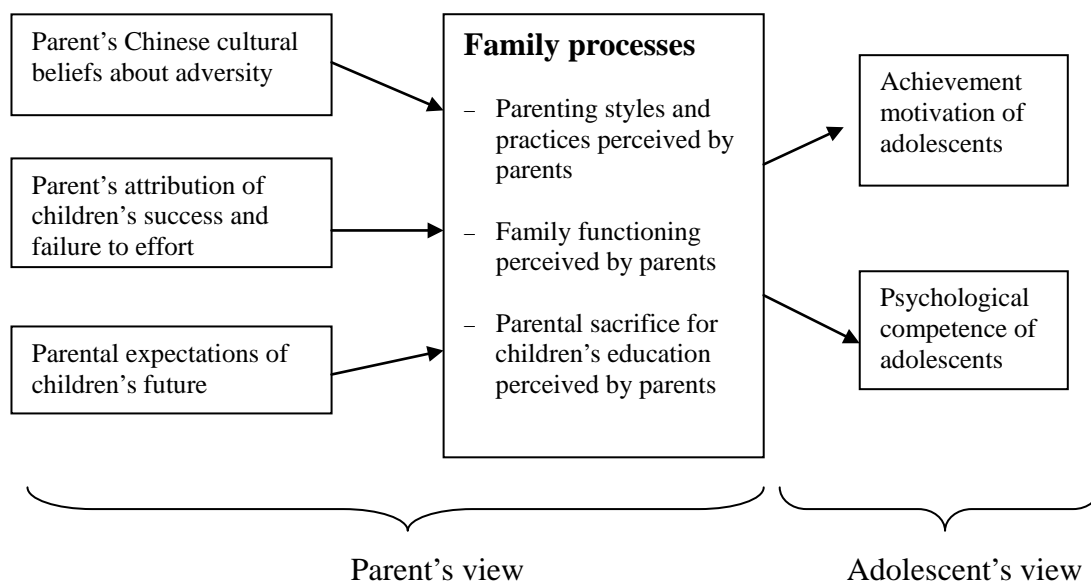 Parent’s Chinese cultural
beliefs about adversity
Parent’s attribution of
children’s success and
failure to effort
Parental expectations of
children’s future
Family processes
– Parenting styles and
practices perceived by
parents
– Family functioning
perceived by parents
– Parental sacrifice for
children’s education
perceived by parents
Achievement
motivation of
adolescents
Psychological
competence of
adolescents
Parent’s view
Adolescent’s view